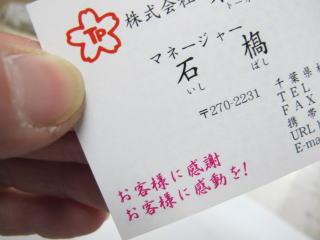 TP
株式会社
マネージャー
石橋
いし ばし
〒270-2231
千葉県
TEL
FAX
携帯
URL
E-ma
お客様に感謝
お客様に感動を!